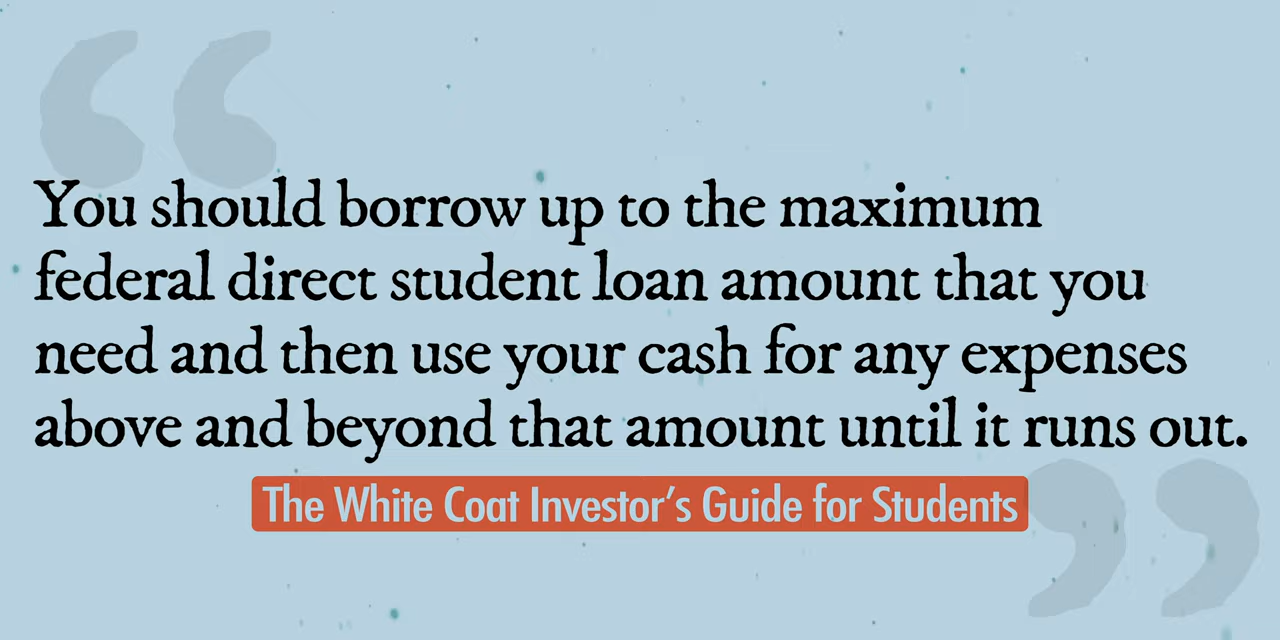 You should borrow up to the maximum
federal direct student loan amount that you
need and then use your cash for any expenses
above and beyond that amount until it runs out.
The White Coat Investor's Guide for Students